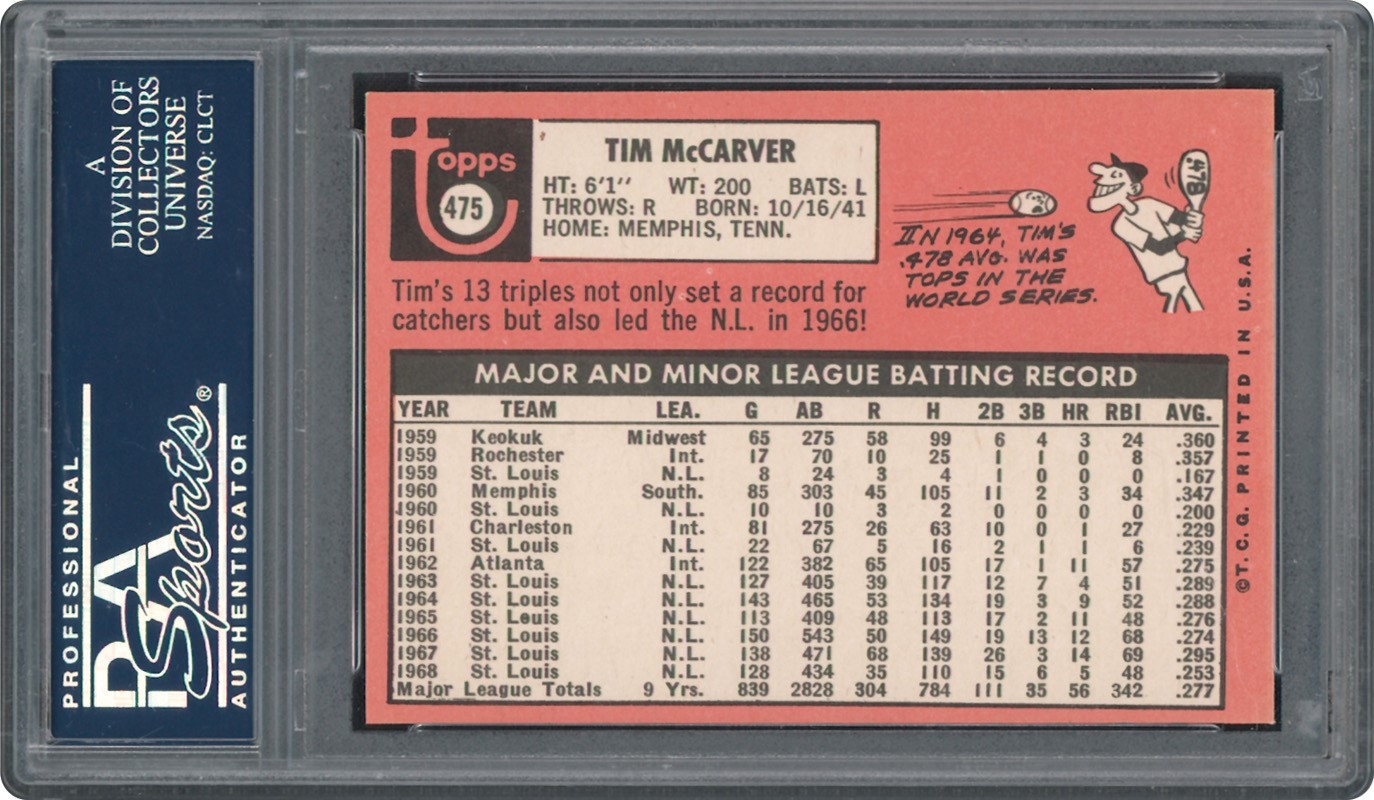 A
DIVISION OF
COLLECTORS
UNIVERSE
NASDAQ: CLCT
PROFESSIONAL
PSA
Sports®
AUTHENTICATOR
Topps
475
TIM McCARVER
HT: 6'1'' WT: 200 BATS: L
THROWS: R BORN: 10/16/41
HOME: MEMPHIS, TENN.
.478
IN 1964, TIM'S
.478 AVG. WAS
TOPS IN THE
WORLD SERIES.
Tim's 13 triples not only set a record for
catchers but also led the N.L. in 1966!
MAJOR AND MINOR LEAGUE BATTING RECORD
YEAR TEAM LEA. G AB R H 2B 3B HR RBI AVG.
1959 Keokuk Midwest 65 275 58 99 6 4 3 24 .360
1959 Rochester Int. 17 70 10 25 1 1 0 8 .357
1959 St. Louis N.L. 8 24 3 4 1 0 0 0 .167
1960 Memphis South. 85 303 45 105 11 2 3 34 .347
1960 St. Louis N.L. 10 10 3 2 0 0 0 0 .200
1961 Charleston Int. 81 275 26 63 10 0 1 27 .229
1961 St. Louis N.L. 22 67 5 16 2 1 1 6 .239
1962 Atlanta Int. 122 382 65 105 17 1 11 57 .275
1963 St. Louis N.L. 127 405 39 117 12 7 4 51 .289
1964 St. Louis N.L. 143 465 53 134 19 3 9 52 .288
1965 St. Louis N.L. 113 409 48 113 17 2 11 48 .276
1966 St. Louis N.L. 150 543 50 149 19 13 12 68 .274
1967 St. Louis N.L. 138 471 68 139 26 3 14 69 .295
1968 St. Louis N.L. 128 434 35 110 15 6 5 48 .253
Major League Totals 9 Yrs. 839 2828 304 784 111 35 56 342 .277
©T. C. G. PRINTED IN U.S.A.